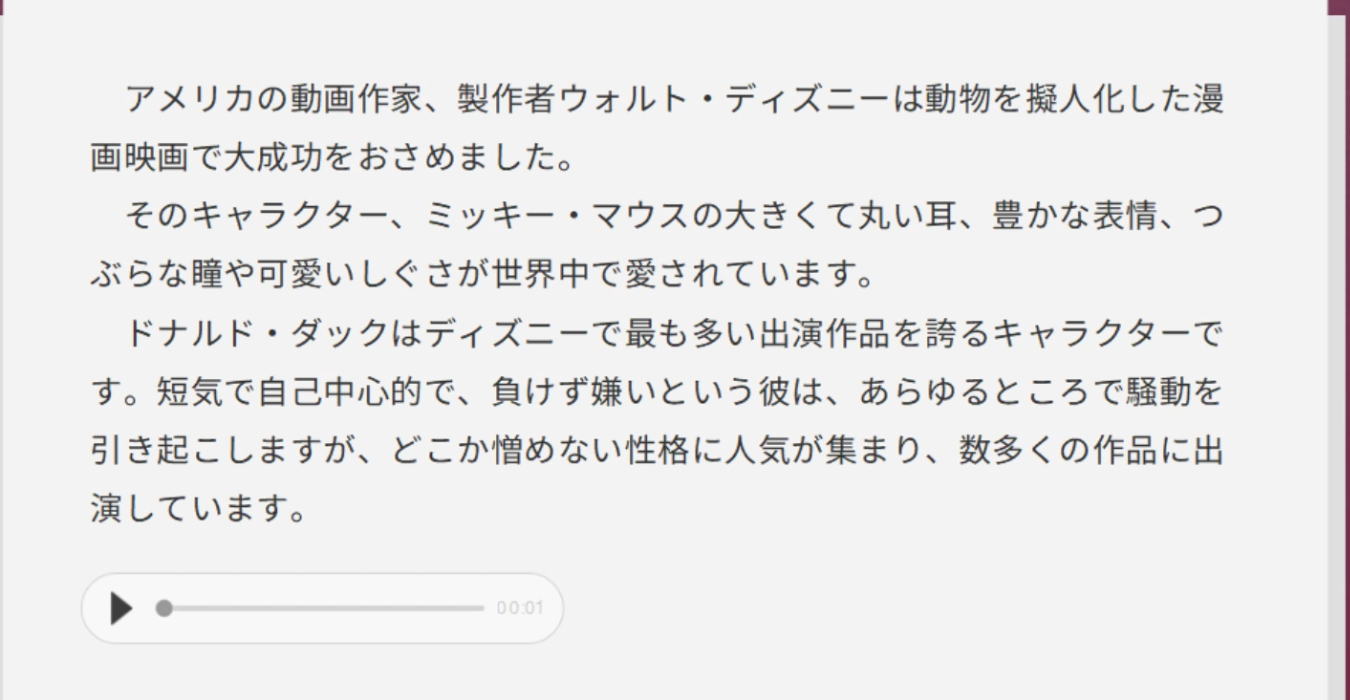 アメリカの動画作家、製作者ウォルト・ディズニーは動物を擬人化した漫
画映画で大成功をおさめました。
　そのキャラクター、ミッキー・マウスの大きくて丸い耳、豊かな表情、つ
ぶらな瞳や可愛いしぐさが世界中で愛されています。
　ドナルド・ダックはディズニーで最も多い出演作品を誇るキャラクターで
す。短気で自己中心的で、負けず嫌いという彼は、あらゆるところで騒動を
引き起こしますが、どこか憎めない性格に人気が集まり、数多くの作品に出
演しています。
00:01